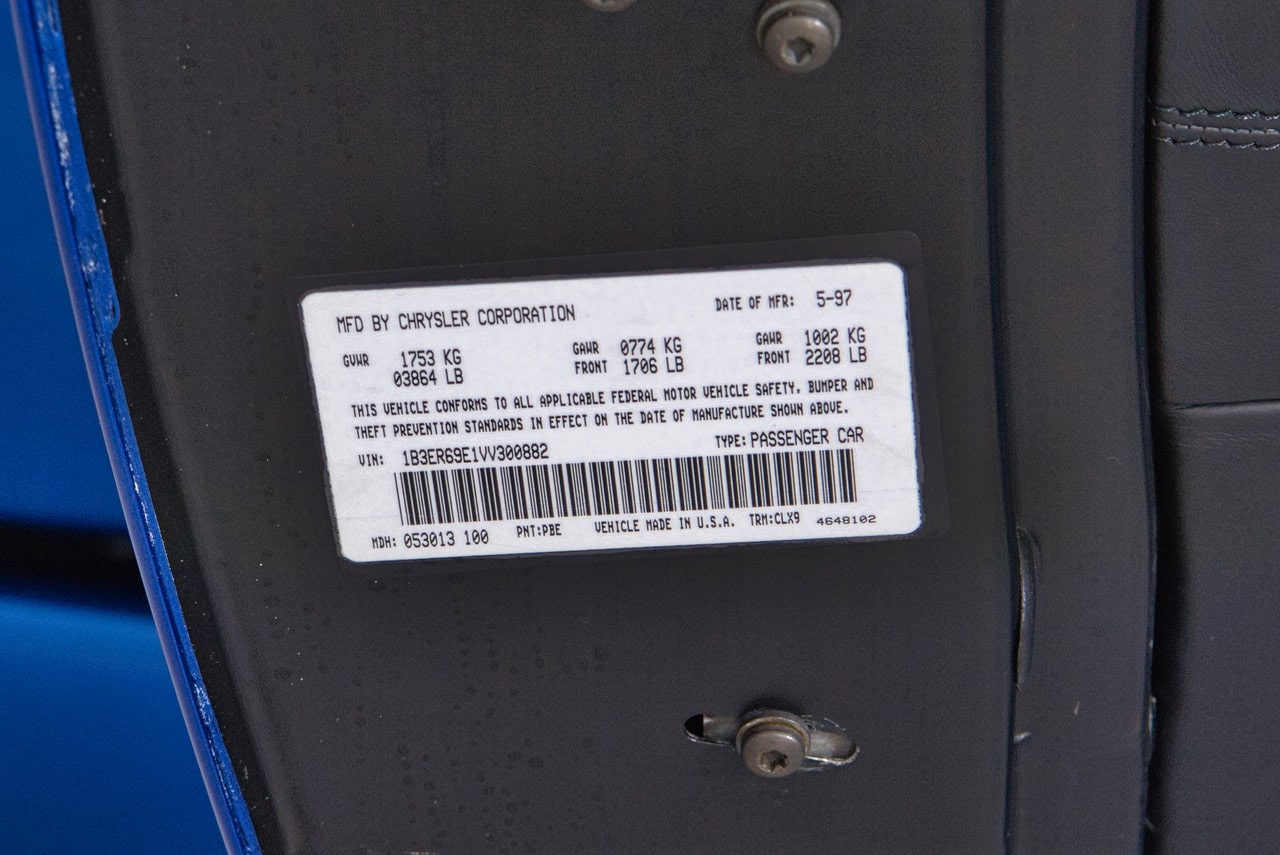 MFD BY CHRYSLER CORPORATION DATE OF MFR: 5-97
GVWR 1753 KG GAWR 0774 KG GAWR 1002 KG
03864 LB FRONT 1706 LB FRONT 2208 LB
THIS VEHICLE CONFORMS TO ALL APPLICABLE FEDERAL MOTOR VEHICLE SAFETY, BUMPER AND
THEFT PREVENTION STANDARDS IN EFFECT ON THE DATE OF MANUFACTURE SHOWN ABOVE.
VIN: 1B3ER69E1VV300882 TYPE: PASSENGER CAR
MDH: 053013 100 PNT:PBE VEHICLE MADE IN U.S.A. TRM:CLX9 4648102